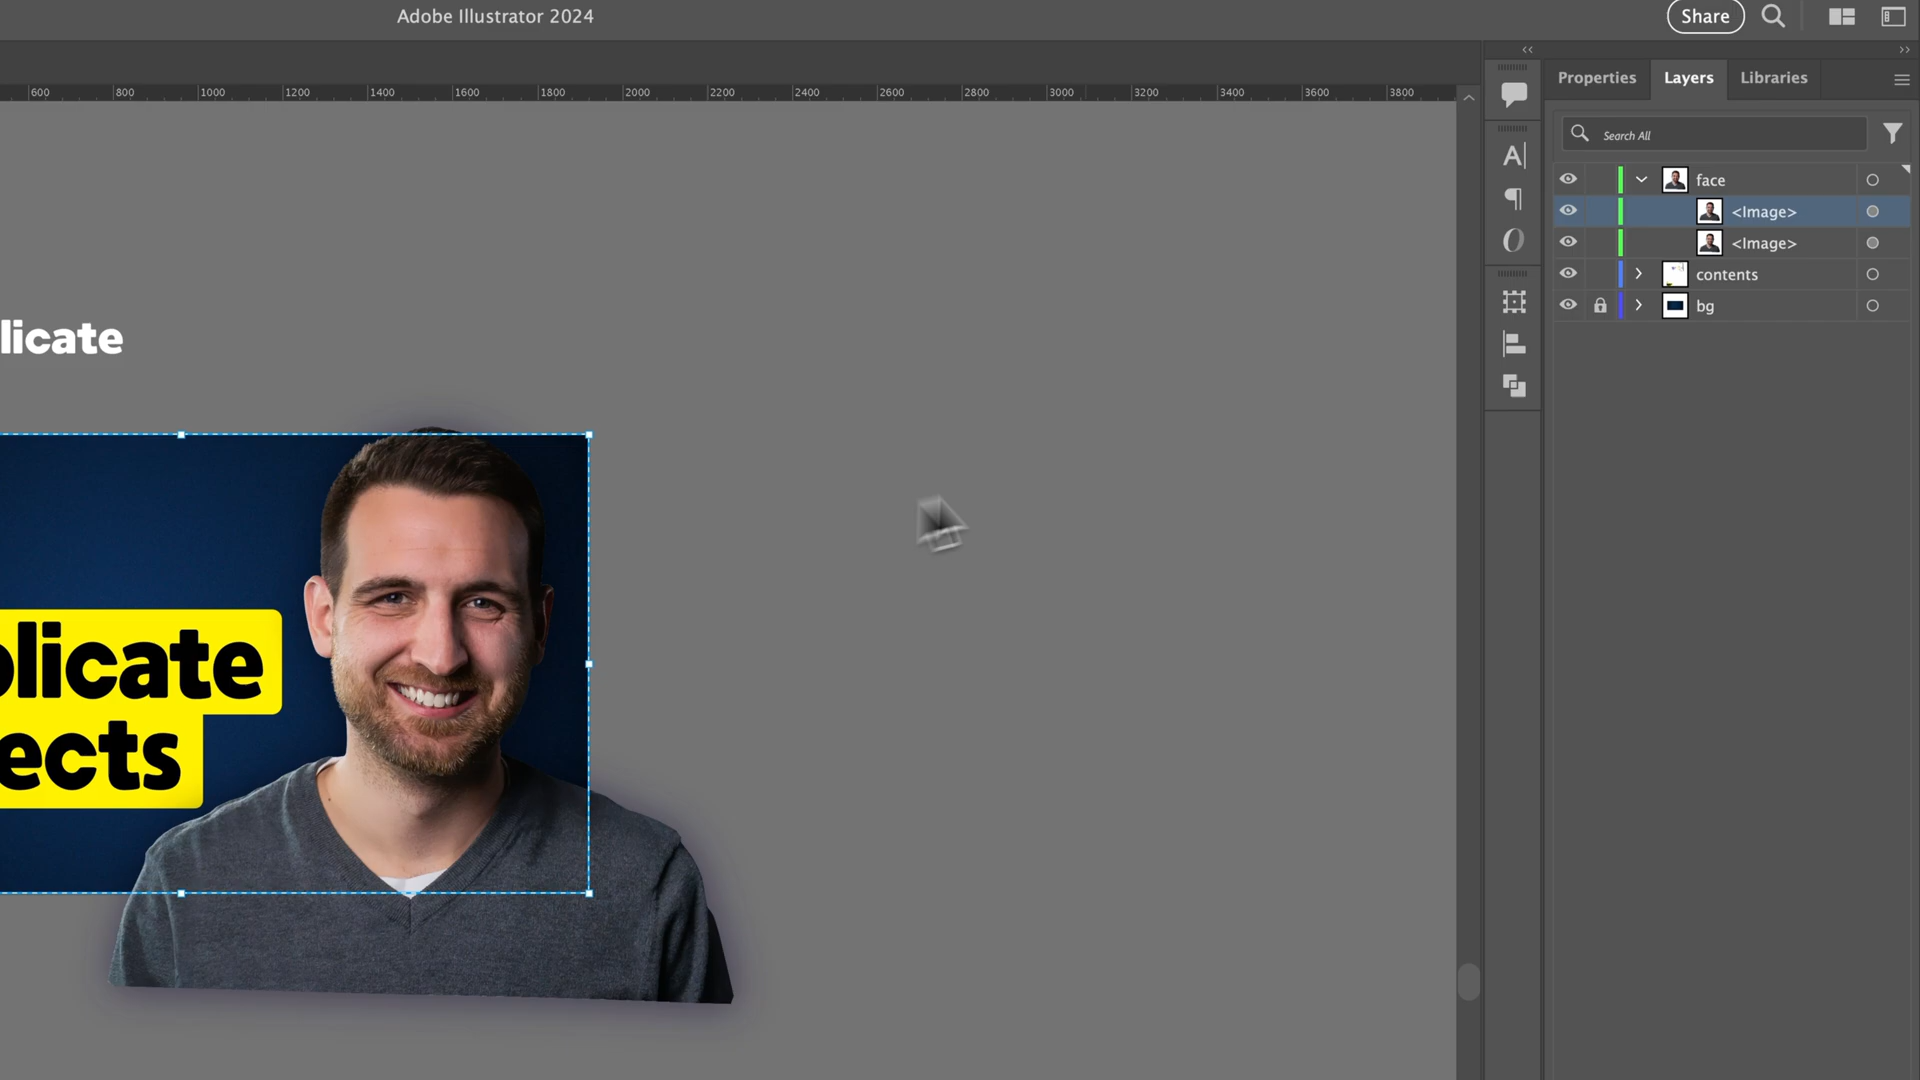 Adobe Illustrator 2024
Share
Properties
Layers
Libraries
600 800 1000 1200 1400 1600 1800 2000 2200 2400 2600 2800 3000 3200 3400 3600 3800
Search All
face
<Image>
<Image>
contents
bg
licate
plicate
ects